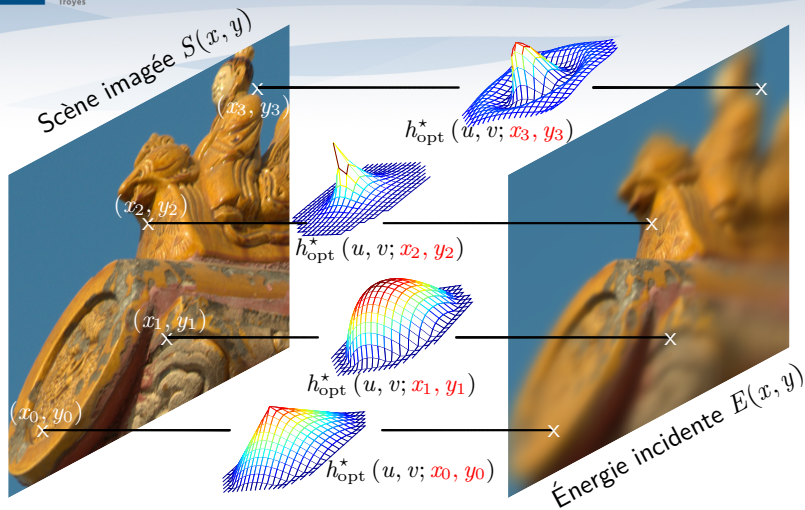 Troyes
Scène imagée S(x, y)
(x₃, y₃)
h⋆opt (u, v; x₃, y₃)
(x₂, y₂)
h⋆opt (u, v; x₂, y₂)
(x₁, y₁)
h⋆opt (u, v; x₁, y₁)
(x₀, y₀)
h⋆opt (u, v; x₀, y₀)
Énergie incidente E(x, y)